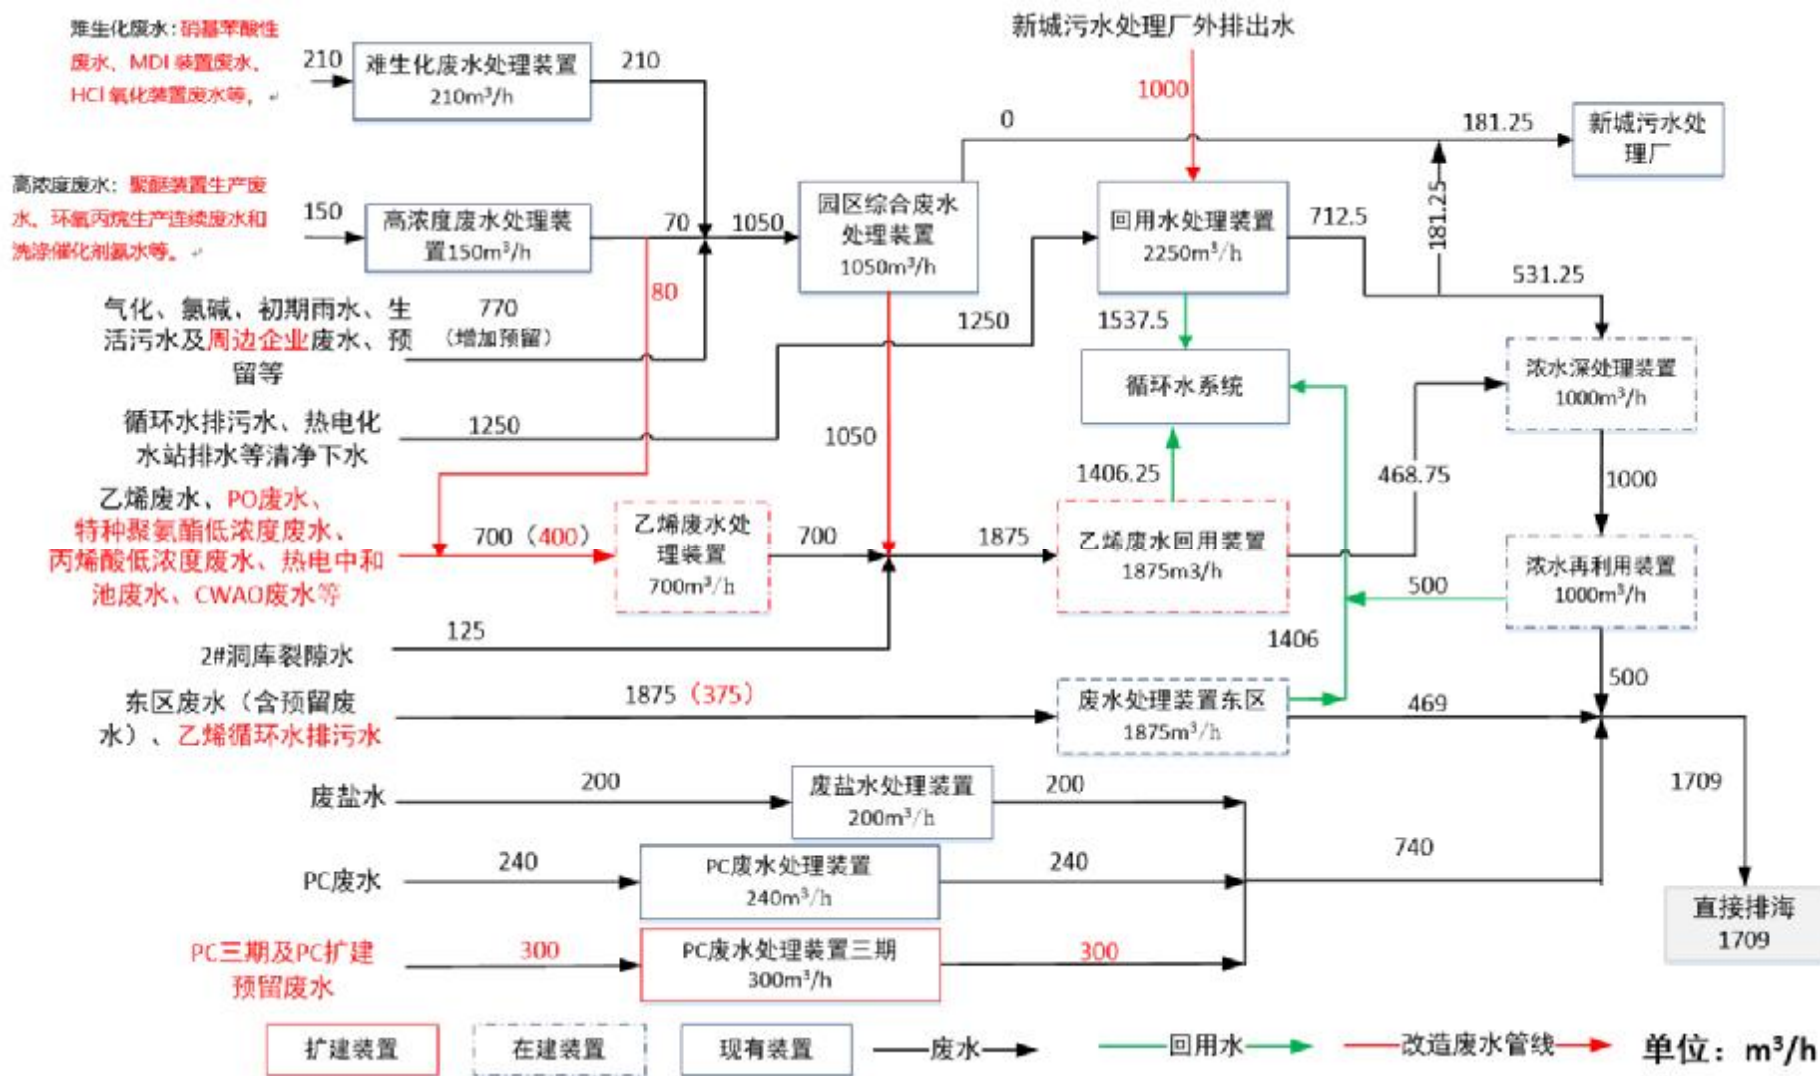 难生化废水：硝基苯酸性
废水、MDI 装置废水、
HCl 氧化装置废水等，
210
难生化废水处理装置
210m³/h
210
新城污水处理厂外排出水
1000
0
181.25
新城污水处理厂
高浓度废水：聚醚装置生产废
水、环氧丙烷生产连续废水和
洗涤催化剂氨水等。
150
高浓度废水处理装
置150m³/h
70
1050
80
园区综合废水
处理装置
1050m³/h
回用水处理装置
2250m³/h
712.5
181.25
531.25
气化、氯碱、初期雨水、生
活污水及周边企业废水、预
留等
770
（增加预留）
1250
1537.5
循环水系统
浓水深处理装置
1000m³/h
循环水排污水、热电化
水站排水等清净下水
1250
1050
1406.25
468.75
1000
乙烯废水、PO废水、
特种聚氨酯低浓度废水、
丙烯酸低浓度废水、热电中和
池废水、CWAO废水等
700（400）
乙烯废水处
理装置
700m³/h
700
1875
乙烯废水回用装置
1875m3/h
浓水再利用装置
1000m³/h
500
2#洞库裂隙水
125
1406
500
东区废水（含预留废
水）、乙烯循环水排污水
1875（375）
废水处理装置东区
1875m³/h
469
废盐水
200
废盐水处理装置
200m³/h
200
1709
PC废水
240
PC废水处理装置
240m³/h
240
740
直接排海
1709
PC三期及PC扩建
预留废水
300
PC废水处理装置三期
300m³/h
300
扩建装置
在建装置
现有装置
废水
回用水
改造废水管线
单位：m³/h